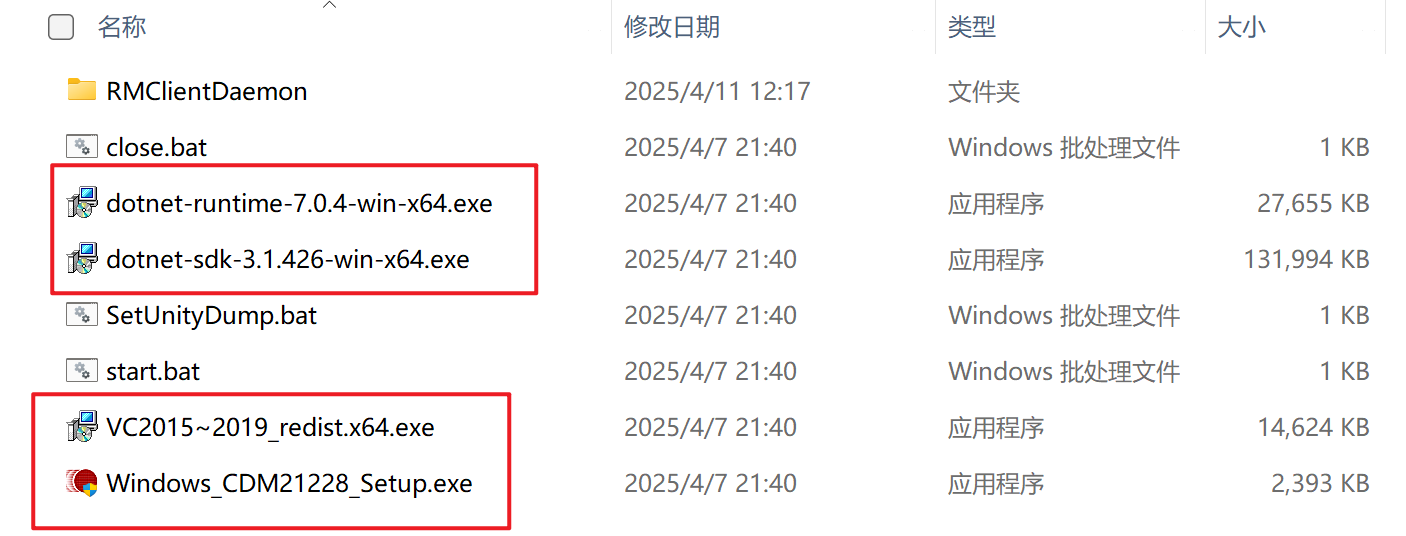 名称 修改日期 类型 大小
RMClientDaemon 2025/4/11 12:17 文件夹
close.bat 2025/4/7 21:40 Windows 批处理文件 1 KB
dotnet-runtime-7.0.4-win-x64.exe 2025/4/7 21:40 应用程序 27,655 KB
dotnet-sdk-3.1.426-win-x64.exe 2025/4/7 21:40 应用程序 131,994 KB
SetUnityDump.bat 2025/4/7 21:40 Windows 批处理文件 1 KB
start.bat 2025/4/7 21:40 Windows 批处理文件 1 KB
VC2015~2019_redist.x64.exe 2025/4/7 21:40 应用程序 14,624 KB
Windows_CDM21228_Setup.exe 2025/4/7 21:40 应用程序 2,393 KB